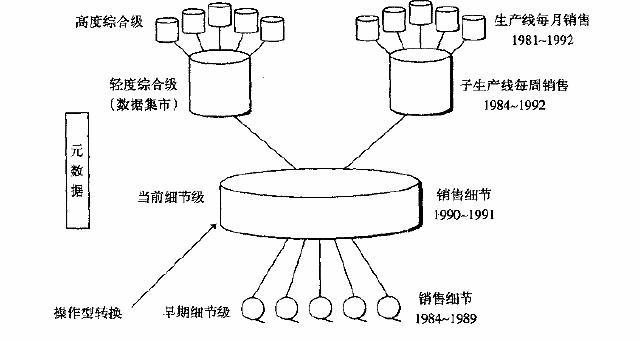 高度综合级
生产线每月销售
1981~1992
轻度综合级
(数据集市)
子生产线每周销售
1984~1992
元数据
当前细节级
销售细节
1990~1991
操作型转换
早期细节级
销售细节
1984~1989